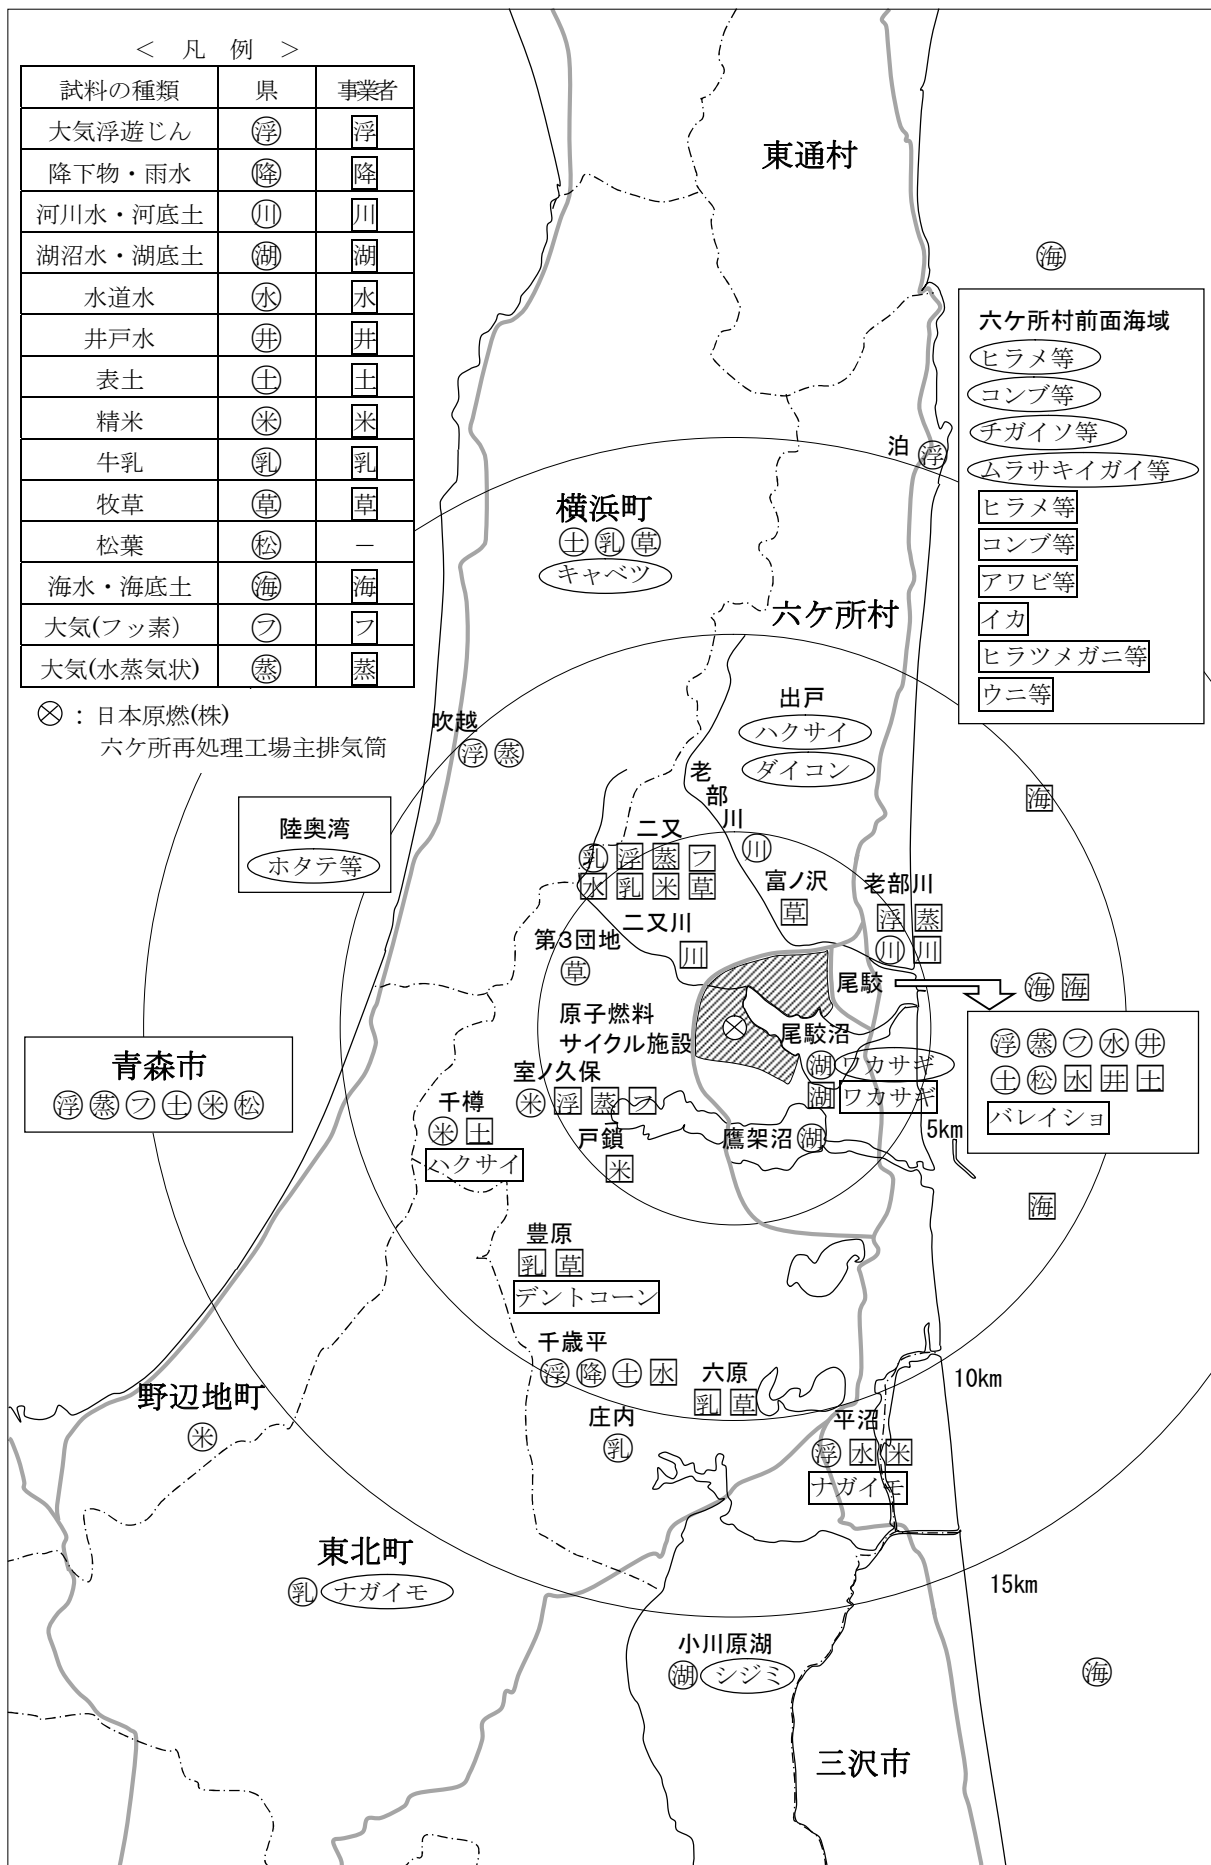 ＜ 凡 例 ＞
試料の種類 県 事業者
大気浮遊じん 浮 浮
降下物・雨水 降 降
河川水・河底土 川 川
湖沼水・湖底土 湖 湖
水道水 水 水
井戸水 井 井
表土 土 土
精米 米 米
牛乳 乳 乳
牧草 草 草
松葉 松 －
海水・海底土 海 海
大気(フッ素） フ フ
大気(水蒸気状) 蒸 蒸
⊗ ：日本原燃(株)
六ケ所再処理工場主排気筒
東通村
海
六ケ所村前面海域
ヒラメ等
コンブ等
チガイソ等
ムラサキイガイ等
ヒラメ等
コンブ等
アワビ等
イカ
ヒラツメガニ等
ウニ等
泊 浮
横浜町
土 乳 草
キャベツ
六ケ所村
出戸
ハクサイ
ダイコン
吹越
浮 蒸
陸奥湾
ホタテ等
老部川
川
二又
乳 浮 蒸 フ
水 乳 米 草
海
富ノ沢
草
老部川
浮 蒸
川 川
二又川
川
第３団地
草
尾駮
海 海
浮 蒸 フ 水 井
土 松 水 井 土
バレイショ
原子燃料
サイクル施設
尾駮沼
湖 ワカサギ
湖 ワカサギ
青森市
浮 蒸 フ 土 米 松
室ノ久保
米 浮 蒸 フ
千樽
米 土
ハクサイ
戸鎖
米
鷹架沼 湖
5km
海
豊原
乳 草
デントコーン
千歳平
浮 降 土 水
六原
乳 草
10km
野辺地町
米
庄内
乳
平沼
浮 水 米
ナガイモ
東北町
乳 ナガイモ
15km
小川原湖
湖 シジミ
海
三沢市